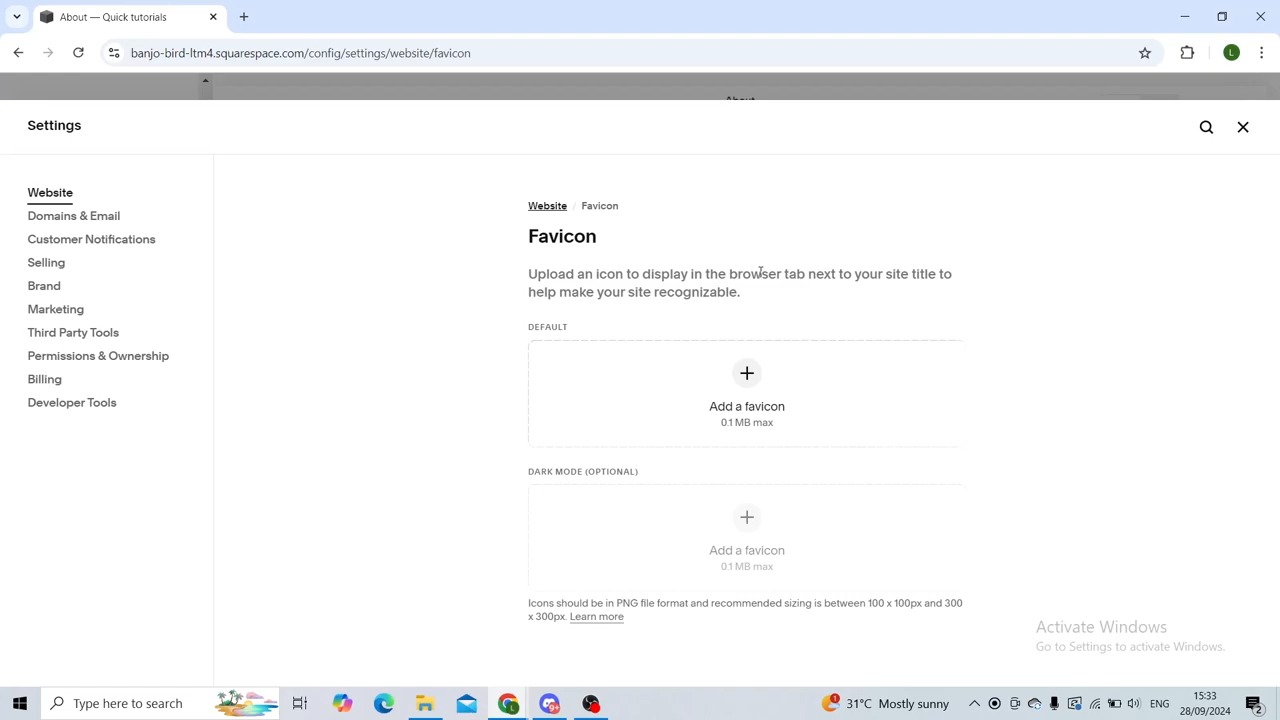 About — Quick tutorials
banjo-bird-ltm4.squarespace.com/config/settings/website/favicon
L
Settings
Website
Domains & Email
Customer Notifications
Selling
Brand
Marketing
Third Party Tools
Permissions & Ownership
Billing
Developer Tools
Website / Favicon
Favicon
Upload an icon to display in the browser tab next to your site title to
help make your site recognizable.
DEFAULT
Add a favicon
0.1 MB max
DARK MODE (OPTIONAL)
Add a favicon
0.1 MB max
Icons should be in PNG file format and recommended sizing is between 100 x 100px and 300
x 300px. Learn more
Activate Windows
Go to Settings to activate Windows.
Type here to search
L
9+
1
31°C Mostly sunny
ENG
15:33
28/09/2024
2